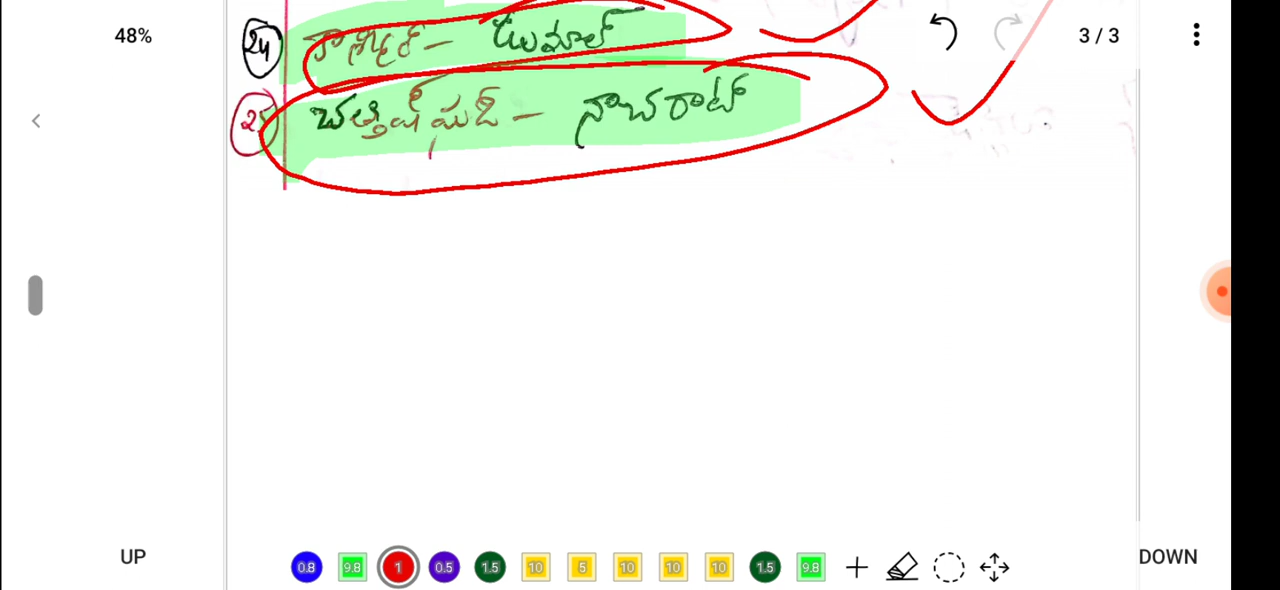 48%
3 / 3
24 కాశ్మీర్ - డుమాల్
25 ఛత్తిష్ ఘడ్ - నాచరాట్
UP
DOWN
0.8 9.8 1 0.5 1.5 10 5 10 10 10 1.5 9.8